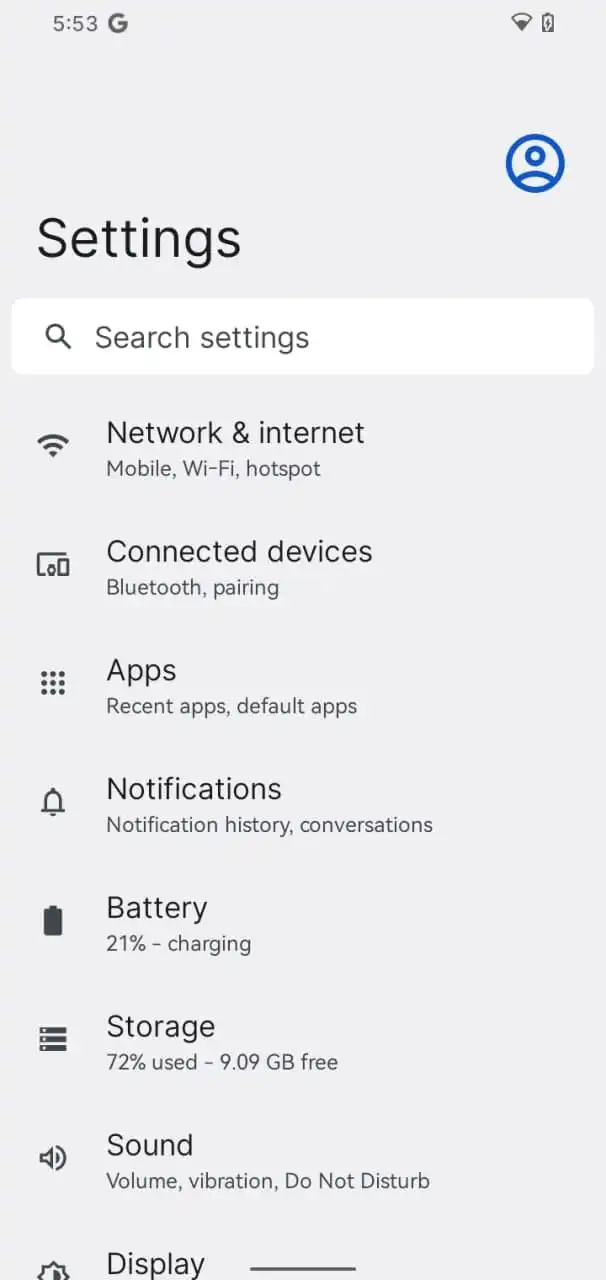 5:53 G
Settings
Search settings
Network & internet
Mobile, Wi-Fi, hotspot
Connected devices
Bluetooth, pairing
Apps
Recent apps, default apps
Notifications
Notification history, conversations
Battery
21% - charging
Storage
72% used - 9.09 GB free
Sound
Volume, vibration, Do Not Disturb
Display